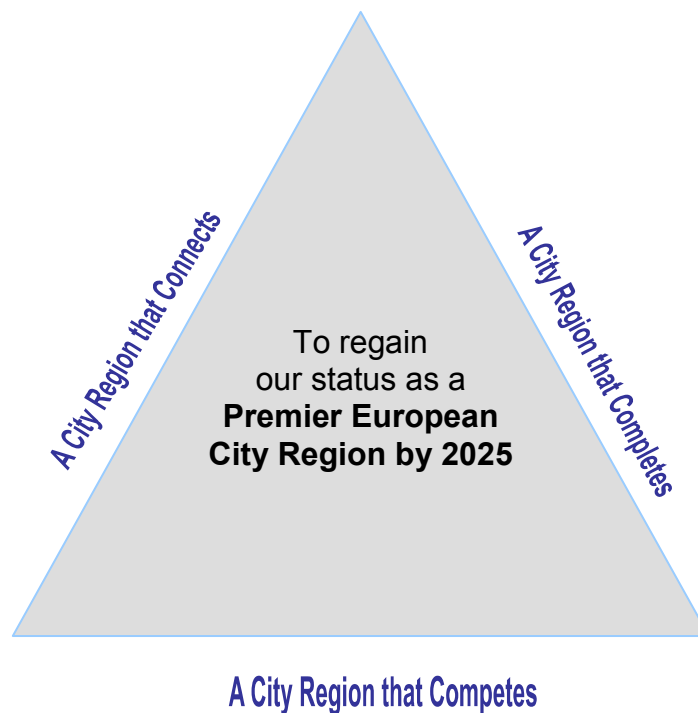 A City Region that Connects
A City Region that Completes
To regain
our status as a
Premier European
City Region by 2025
A City Region that Competes